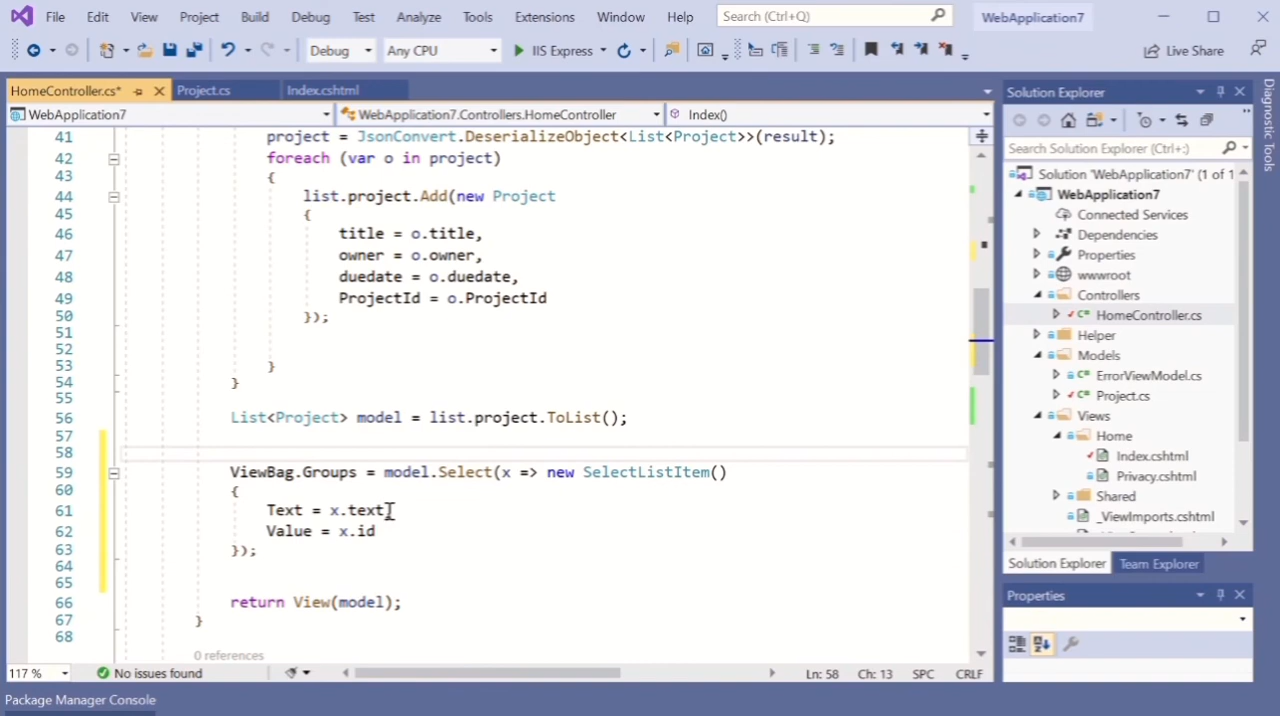 File Edit View Project Build Debug Test Analyze Tools Extensions Window Help Search (Ctrl+Q) WebApplication7
Debug Any CPU IIS Express Live Share
HomeController.cs* Project.cs Index.cshtml
WebApplication7 WebApplication7.Controllers.HomeController Index()
41 project = JsonConvert.DeserializeObject<List<Project>>(result);
42 foreach (var o in project)
43 {
44 list.project.Add(new Project
45 {
46 title = o.title,
47 owner = o.owner,
48 duedate = o.duedate,
49 ProjectId = o.ProjectId
50 });
51
52
53 }
54 }
55
56 List<Project> model = list.project.ToList();
57
58
59 ViewBag.Groups = model.Select(x => new SelectListItem()
60 {
61 Text = x.text
62 Value = x.id
63 });
64
65
66 return View(model);
67 }
68
0 references
117 % No issues found Ln: 58 Ch: 13 SPC CRLF
Package Manager Console
Solution Explorer
Search Solution Explorer (Ctrl+;)
Solution 'WebApplication7' (1 of 1
WebApplication7
Connected Services
Dependencies
Properties
wwwroot
Controllers
HomeController.cs
Helper
Models
ErrorViewModel.cs
Project.cs
Views
Home
Index.cshtml
Privacy.cshtml
Shared
_ViewImports.cshtml
Solution Explorer Team Explorer
Properties
Diagnostic Tools